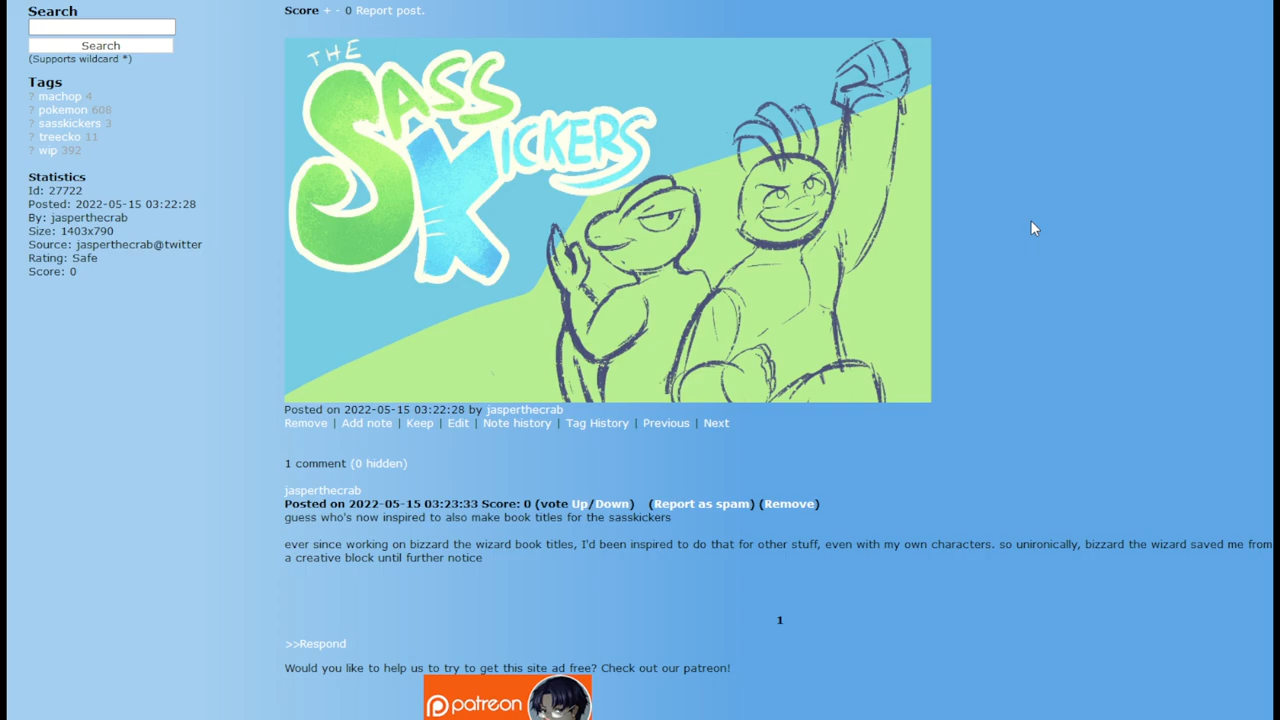 Search
Search
(Supports wildcard *)
Tags
? machop 4
? pokemon 608
? sasskickers 3
? treecko 11
? wip 392
Statistics
Id: 27722
Posted: 2022-05-15 03:22:28
By: jasperthecrab
Size: 1403x790
Source: jasperthecrab@twitter
Rating: Safe
Score: 0
Score + - 0 Report post.
THE
SASS
KICKERS
Posted on 2022-05-15 03:22:28 by jasperthecrab
Remove | Add note | Keep | Edit | Note history | Tag History | Previous | Next
1 comment (0 hidden)
jasperthecrab
Posted on 2022-05-15 03:23:33 Score: 0 (vote Up/Down) (Report as spam) (Remove)
guess who's now inspired to also make book titles for the sasskickers
ever since working on bizzard the wizard book titles, I'd been inspired to do that for other stuff, even with my own characters. so unironically, bizzard the wizard saved me from
a creative block until further notice
1
>>Respond
Would you like to help us to try to get this site ad free? Check out our patreon!
patreon